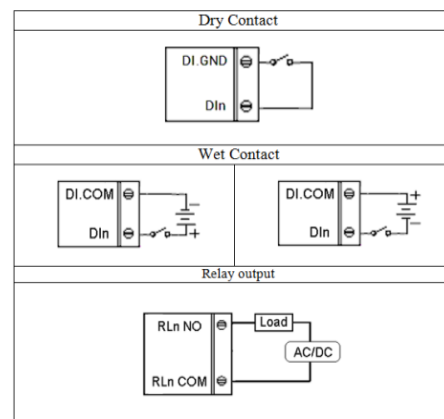 Dry Contact
DI.GND
DIn
Wet Contact
DI.COM
DIn
DI.COM
DIn
Relay output
RLn NO
Load
AC/DC
RLn COM